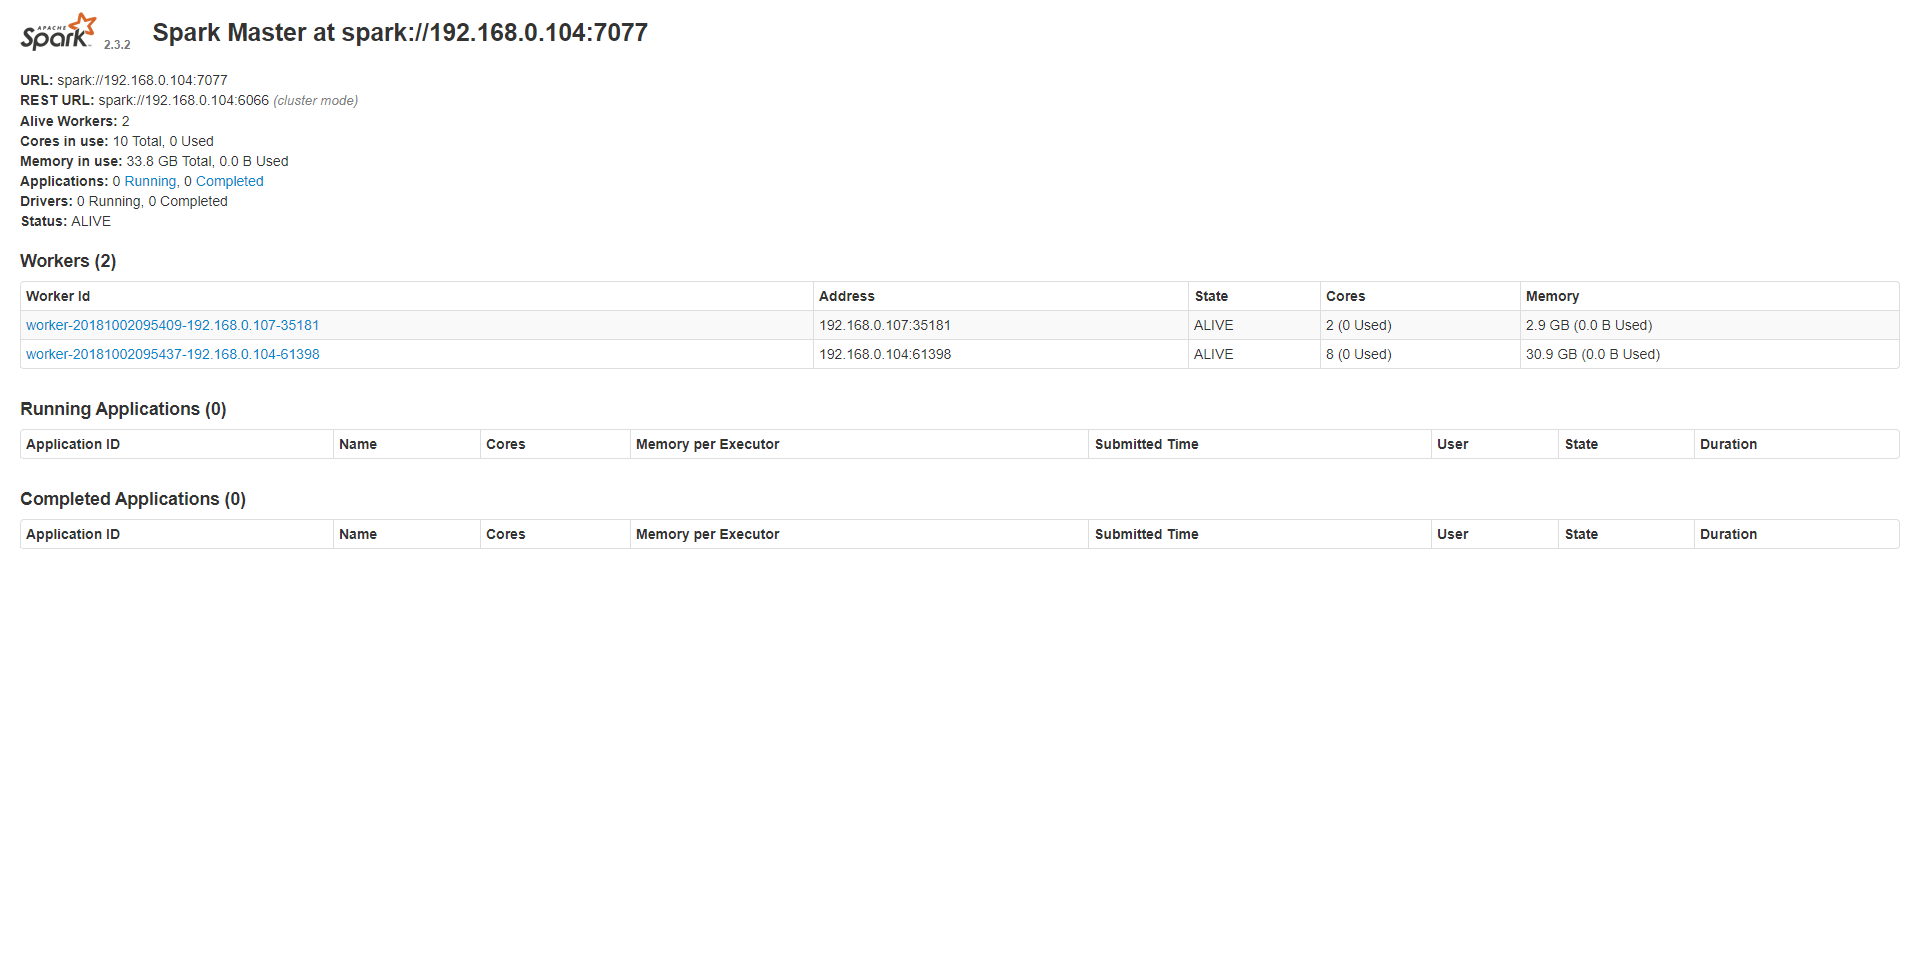 APACHE
Spark 2.3.2 Spark Master at spark://192.168.0.104:7077
URL: spark://192.168.0.104:7077
REST URL: spark://192.168.0.104:6066 (cluster mode)
Alive Workers: 2
Cores in use: 10 Total, 0 Used
Memory in use: 33.8 GB Total, 0.0 B Used
Applications: 0 Running, 0 Completed
Drivers: 0 Running, 0 Completed
Status: ALIVE
Workers (2)
Worker Id Address State Cores Memory
worker-20181002095409-192.168.0.107-35181 192.168.0.107:35181 ALIVE 2 (0 Used) 2.9 GB (0.0 B Used)
worker-20181002095437-192.168.0.104-61398 192.168.0.104:61398 ALIVE 8 (0 Used) 30.9 GB (0.0 B Used)
Running Applications (0)
Application ID Name Cores Memory per Executor Submitted Time User State Duration
Completed Applications (0)
Application ID Name Cores Memory per Executor Submitted Time User State Duration